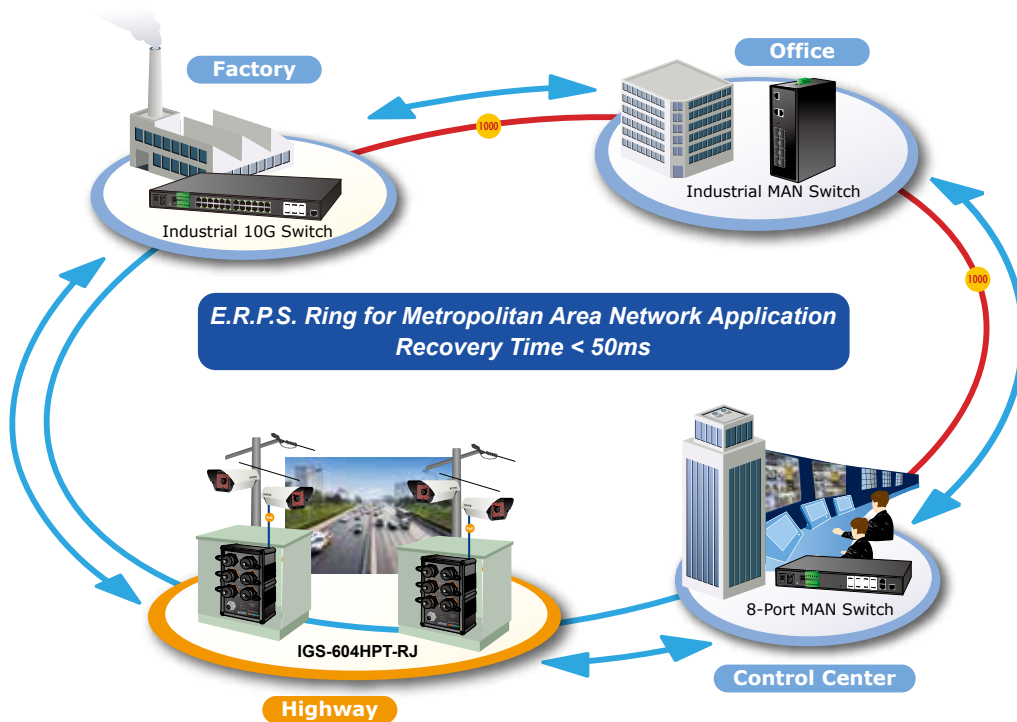 Factory
Office
1000
Industrial MAN Switch
Industrial 10G Switch
1000
E.R.P.S. Ring for Metropolitan Area Network Application
Recovery Time < 50ms
IGS-604HPT-RJ
8-Port MAN Switch
Control Center
Highway